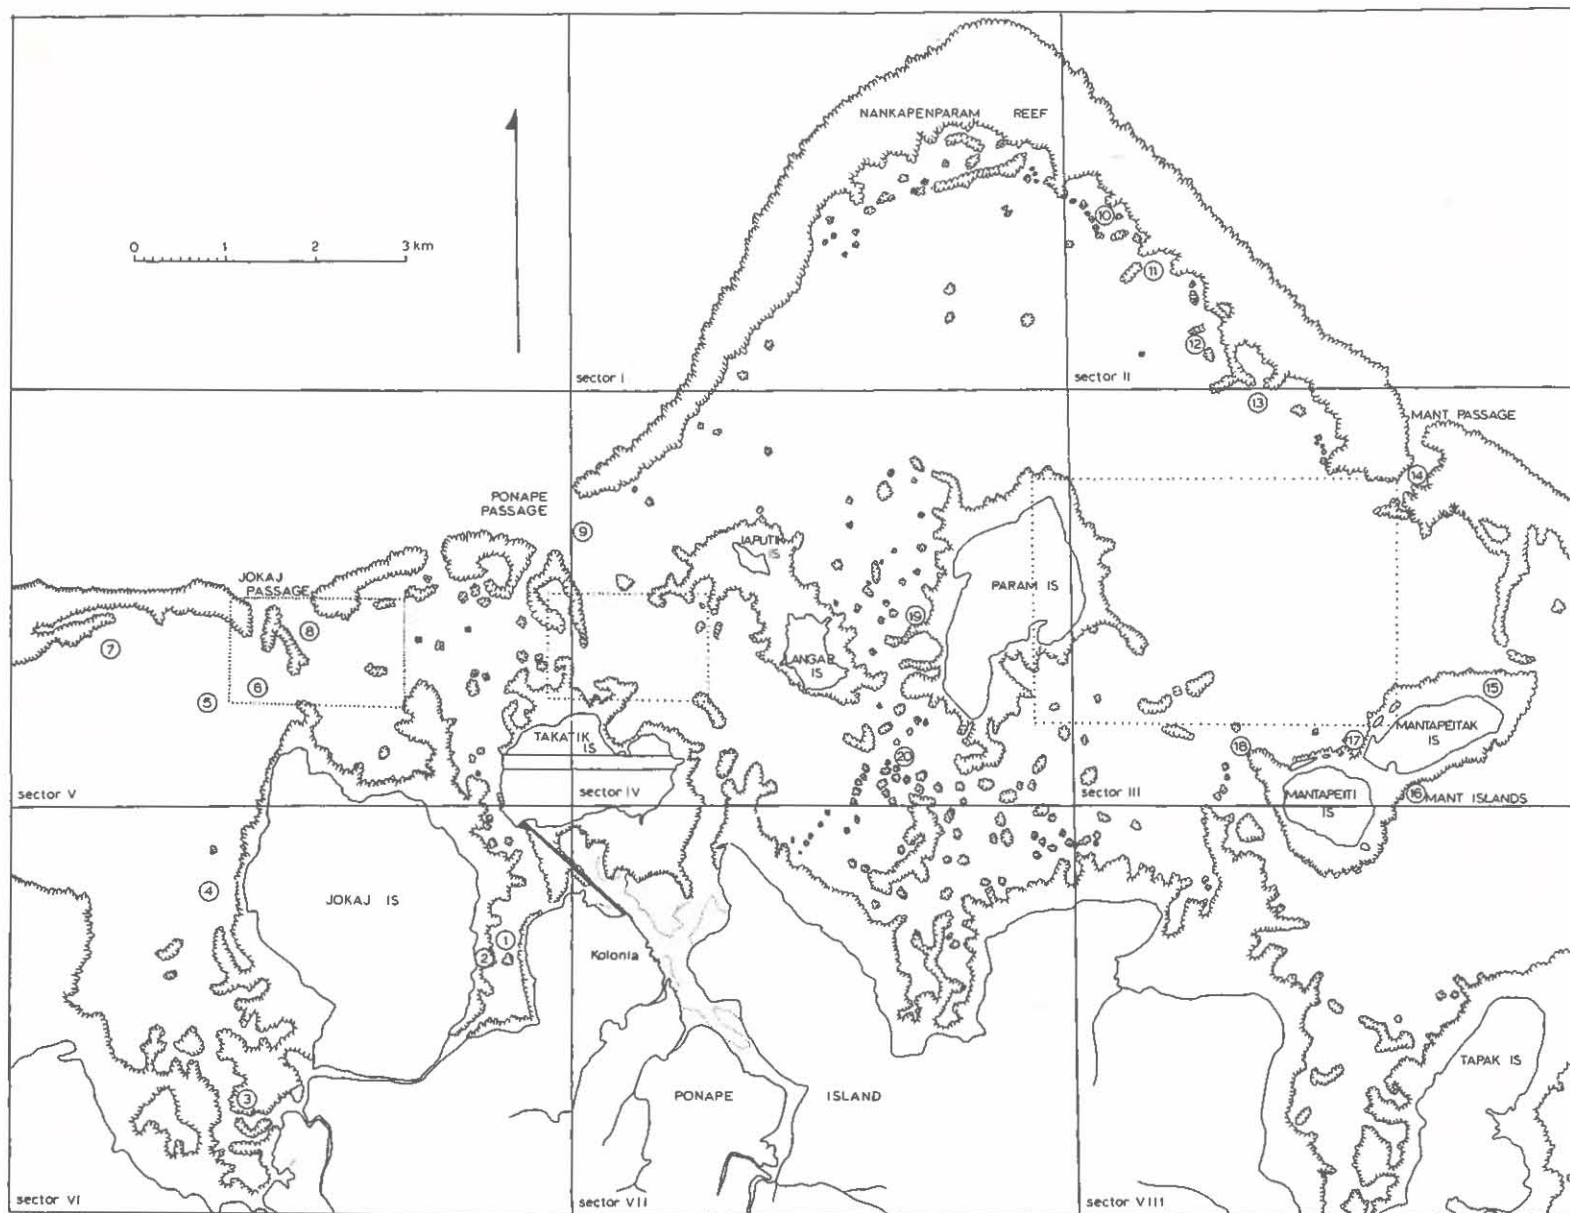 NANKAPENPARAM REEF
0 1 2 3 km
10
11
12
sector I
sector II
13
MANT PASSAGE
14
PONAPE
PASSAGE
9
JAPUTIK
IS
JOKAJ
PASSAGE
PARAM IS
8
19
7
LANGAR
IS
6
15
5
MANTAPEITAK
IS
TAKATIK
IS
18
17
20
sector V
sector IV
sector III
MANTAPEITI
IS
16
MANT ISLANDS
4
JOKAJ IS
1
2
Kolonia
TAPAK IS
3
PONAPE ISLAND
sector VI
sector VII
sector VIII